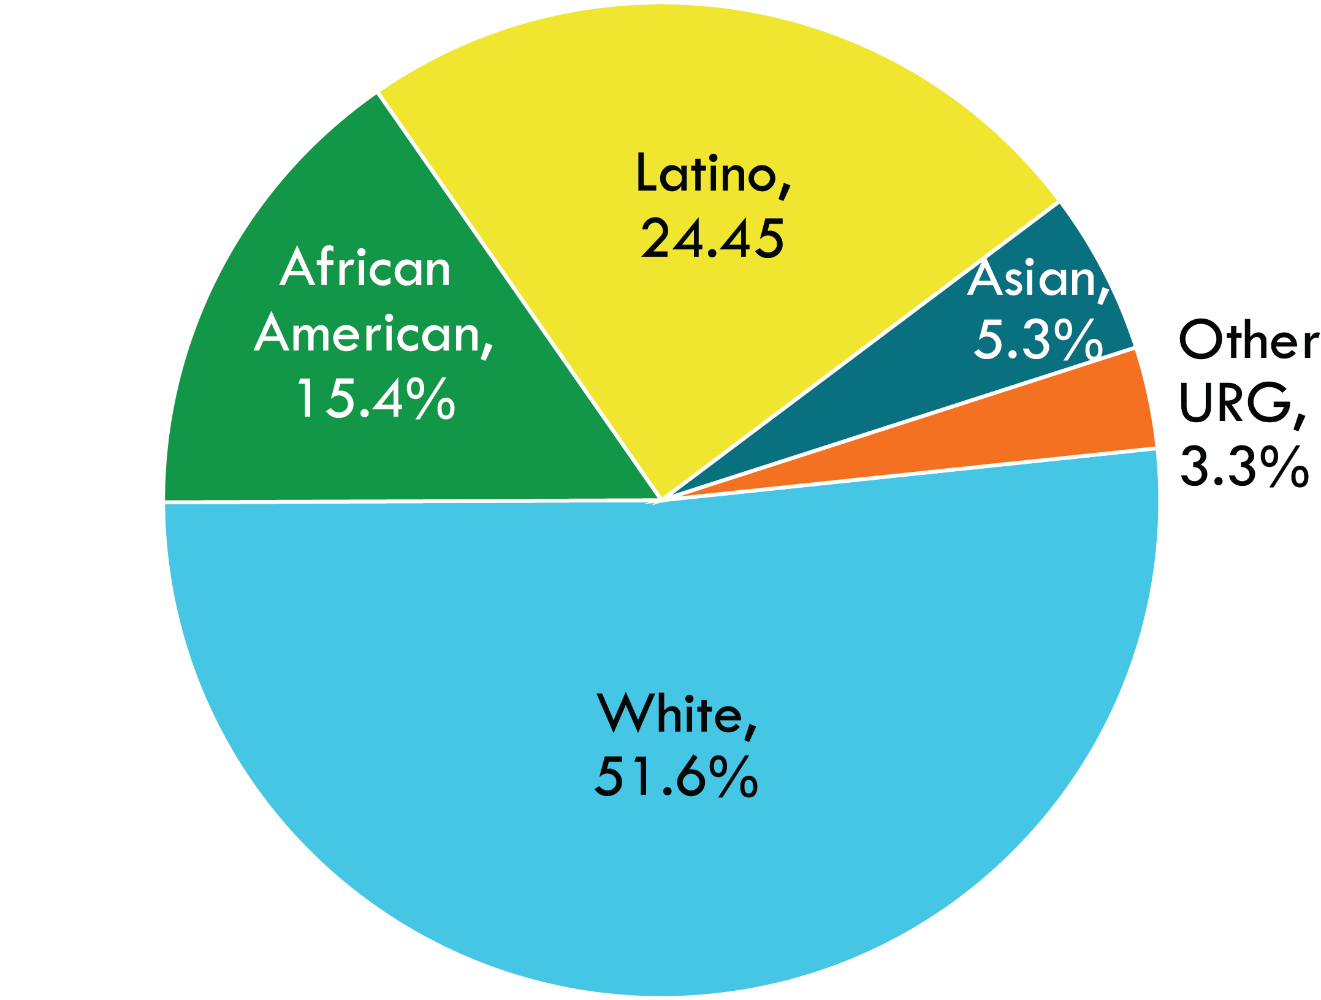 Latino,
24.45
African
American,
15.4%
Asian,
5.3%
Other
URG,
3.3%
White,
51.6%